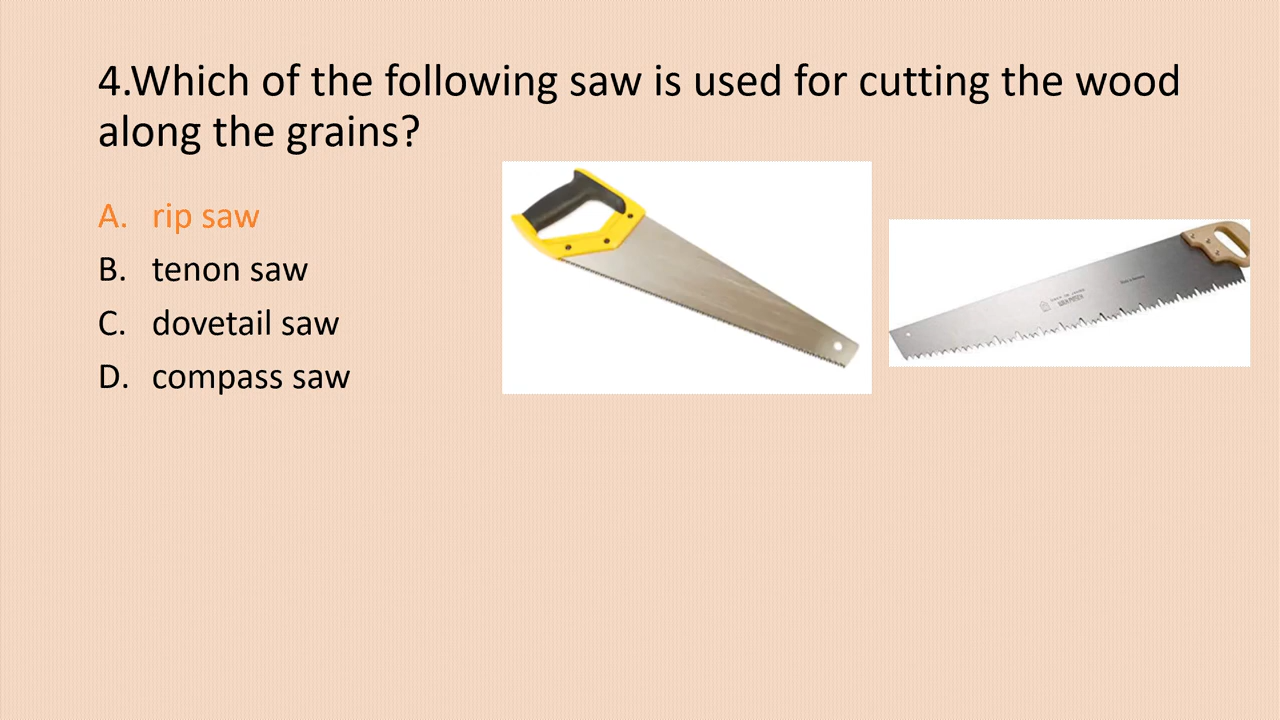 4.Which of the following saw is used for cutting the wood
along the grains?
A. rip saw
B. tenon saw
C. dovetail saw
D. compass saw